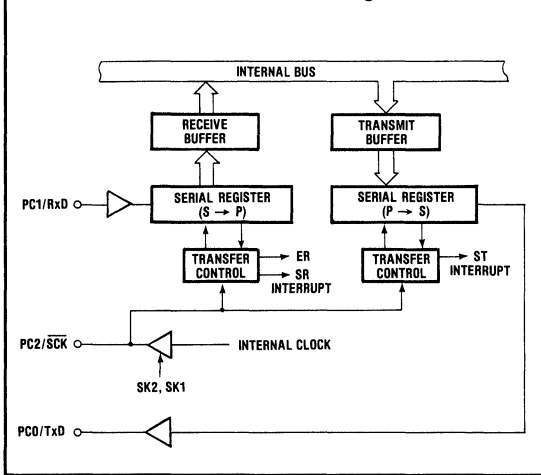 INTERNAL BUS
RECEIVE
BUFFER
TRANSMIT
BUFFER
PC1/RxD
SERIAL REGISTER
(S → P)
SERIAL REGISTER
(P → S)
TRANSFER
CONTROL
ER
SR
INTERRUPT
TRANSFER
CONTROL
ST
INTERRUPT
PC2/S̅C̅K̅
INTERNAL CLOCK
SK2, SK1
PC0/TxD